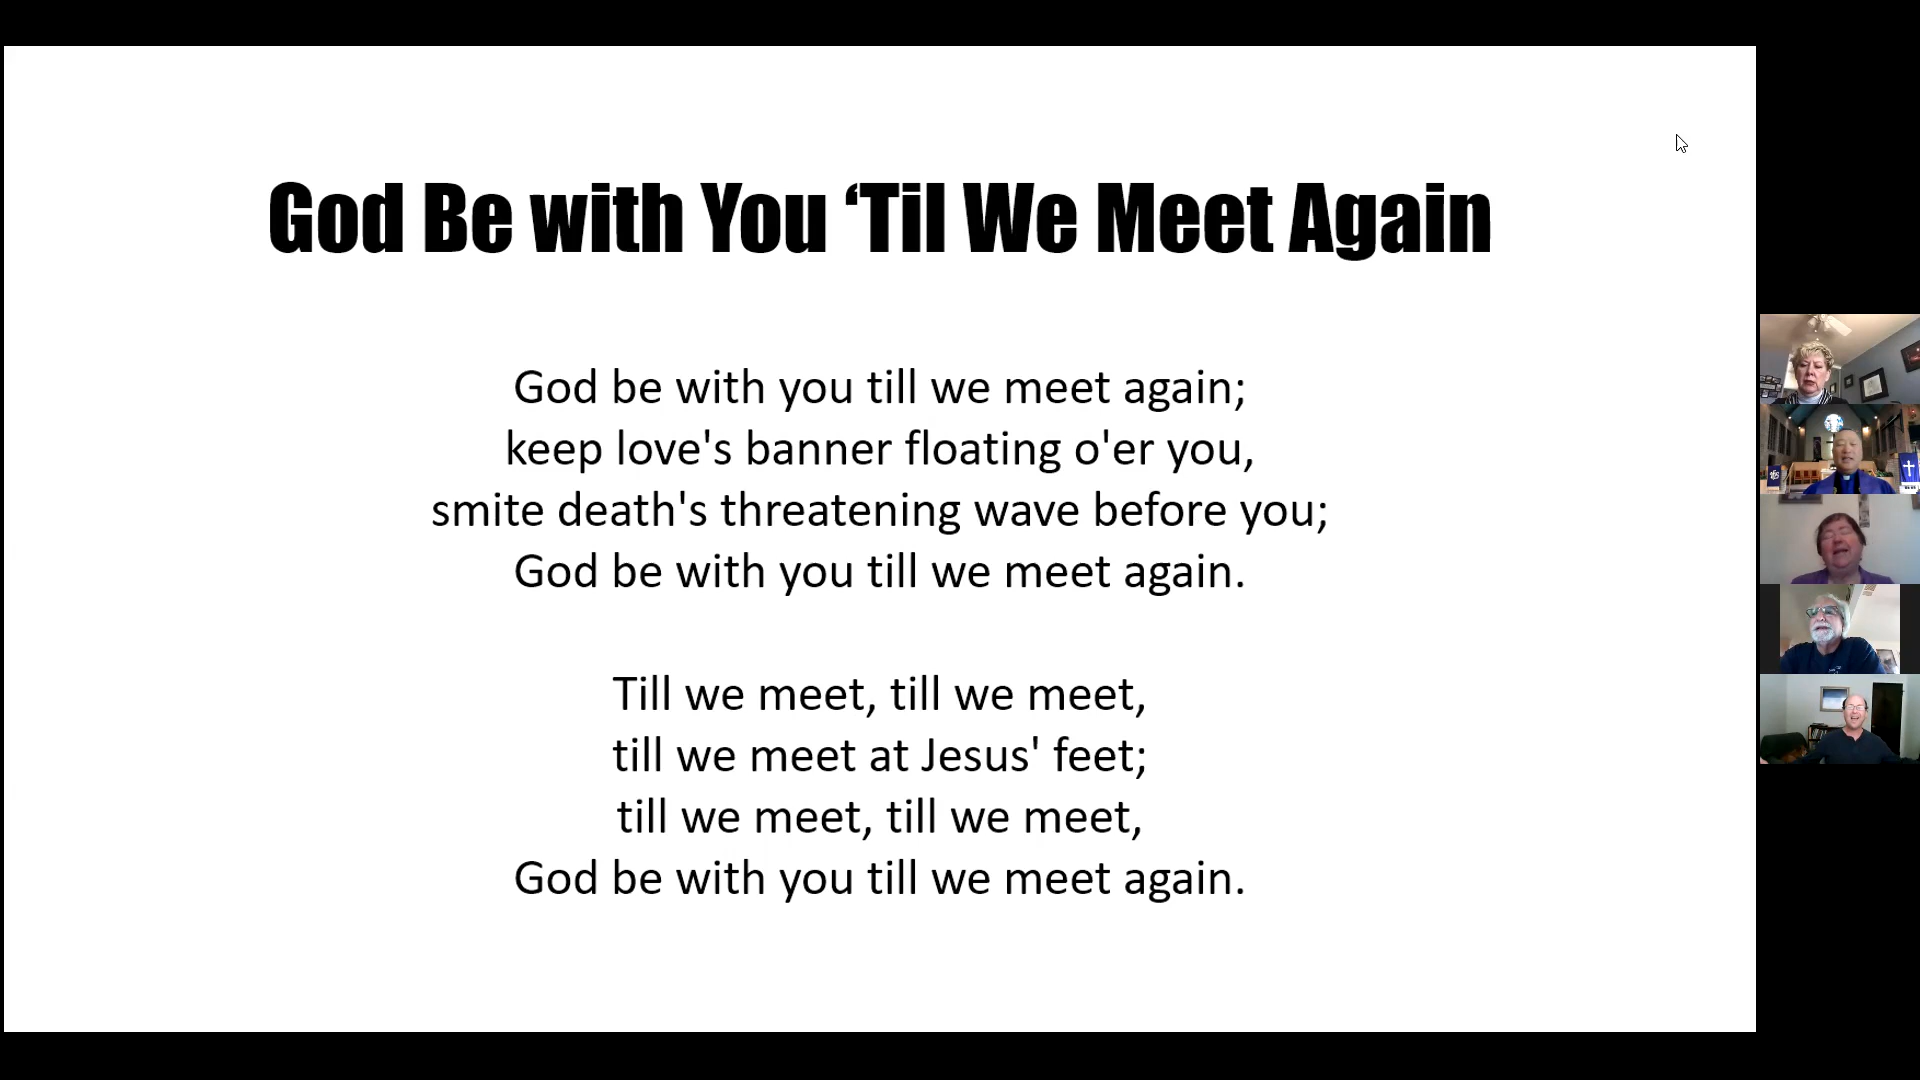 God Be with You ‘Til We Meet Again
God be with you till we meet again;
keep love's banner floating o'er you,
smite death's threatening wave before you;
God be with you till we meet again.
Till we meet, till we meet,
till we meet at Jesus' feet;
till we meet, till we meet,
God be with you till we meet again.